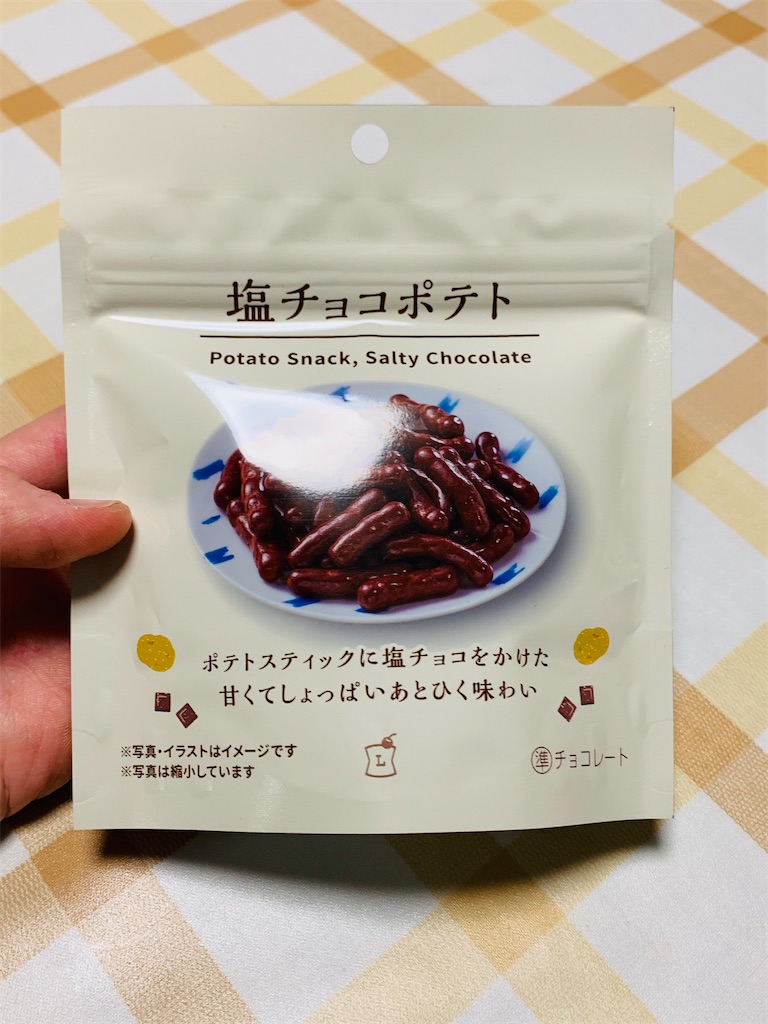 塩チョコポテト
Potato Snack, Salty Chocolate
ポテトスティックに塩チョコをかけた
甘くてしょっぱいあとひく味わい
※写真・イラストはイメージです
※写真は縮小しています
L
準チョコレート